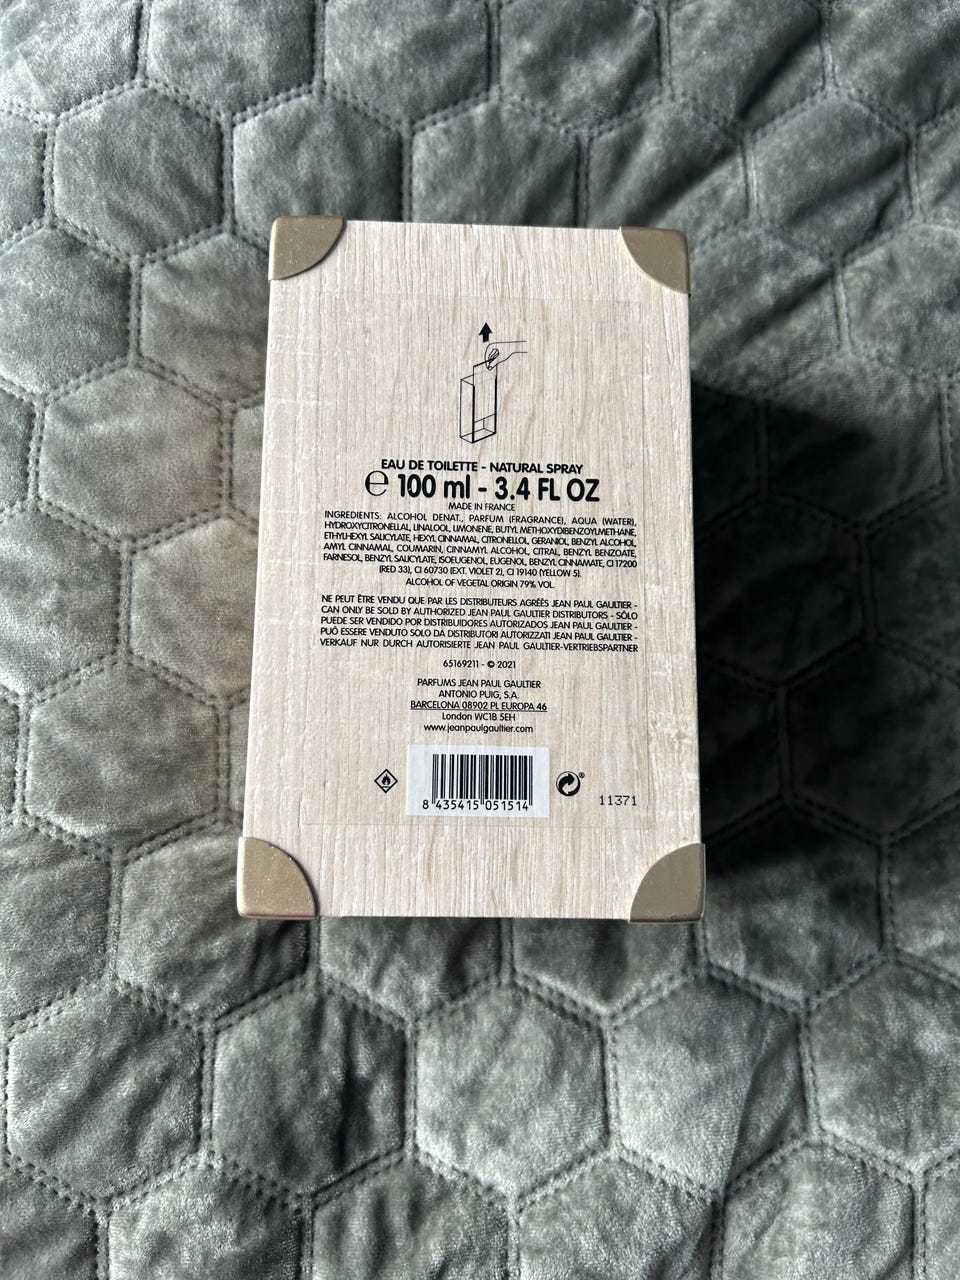 EAU DE TOILETTE - NATURAL SPRAY
℮ 100 ml - 3.4 FL OZ
MADE IN FRANCE
INGREDIENTS: ALCOHOL DENAT., PARFUM (FRAGRANCE), AQUA (WATER),
HYDROXYCITRONELLAL, LINALOOL, LIMONENE, BUTYL METHOXYDIBENZOYLMETHANE,
ETHYLHEXYL SALICYLATE, HEXYL CINNAMAL, CITRONELLOL, GERANIOL, BENZYL ALCOHOL,
AMYL CINNAMAL, COUMARIN, CINNAMYL ALCOHOL, CITRAL, BENZYL BENZOATE,
FARNESOL, BENZYL SALICYLATE, ISOEUGENOL, EUGENOL, BENZYL CINNAMATE, CI 17200
(RED 33), CI 60730 (EXT. VIOLET 2), CI 19140 (YELLOW 5).
ALCOHOL OF VEGETAL ORIGIN 79% VOL.
NE PEUT ÊTRE VENDU QUE PAR LES DISTRIBUTEURS AGRÉÉS JEAN PAUL GAULTIER -
CAN ONLY BE SOLD BY AUTHORIZED JEAN PAUL GAULTIER DISTRIBUTORS - SÓLO
PUEDE SER VENDIDO POR DISTRIBUIDORES AUTORIZADOS JEAN PAUL GAULTIER -
PUÓ ESSERE VENDUTO SOLO DA DISTRIBUTORI AUTORIZZATI JEAN PAUL GAULTIER -
VERKAUF NUR DURCH AUTORISIERTE JEAN PAUL GAULTIER-VERTRIEBSPARTNER
65169211 - © 2021
PARFUMS JEAN PAUL GAULTIER
ANTONIO PUIG, S.A.
BARCELONA 08902 PL EUROPA 46
London WC1B 5EH
www.jeanpaulgaultier.com
8 435415 051514
11371